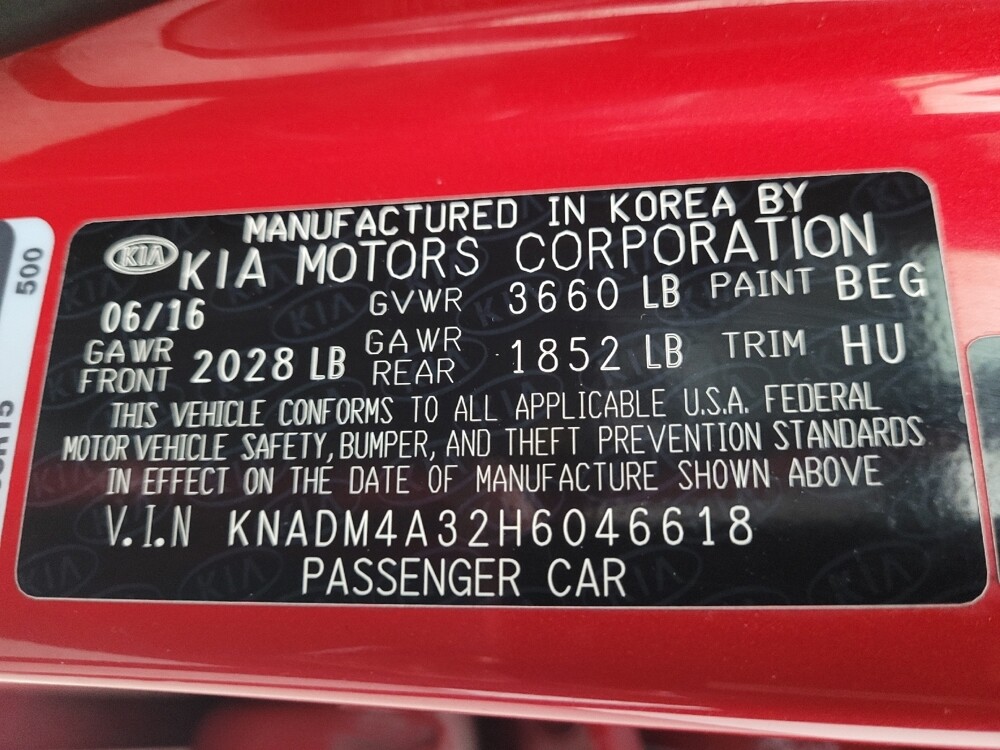 MANUFACTURED IN KOREA BY
KIA KIA MOTORS CORPORATION
06/16 GVWR 3660 LB PAINT BEG
GAWR FRONT 2028 LB GAWR REAR 1852 LB TRIM HU
THIS VEHICLE CONFORMS TO ALL APPLICABLE U.S.A. FEDERAL
MOTOR VEHICLE SAFETY, BUMPER, AND THEFT PREVENTION STANDARDS
IN EFFECT ON THE DATE OF MANUFACTURE SHOWN ABOVE
V.I.N KNADM4A32H6046618
PASSENGER CAR
500